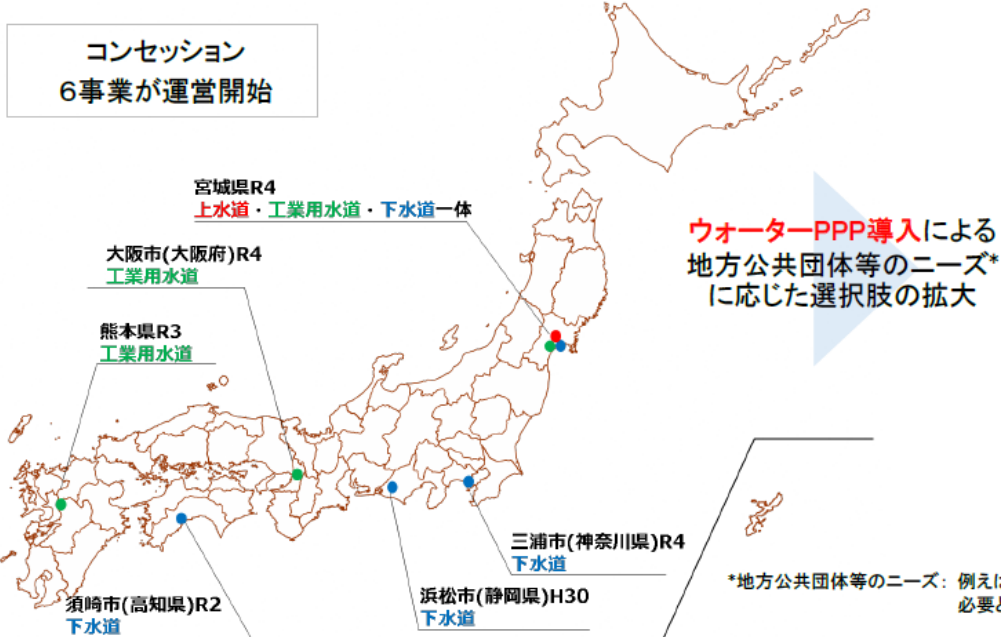 コンセッション
6事業が運営開始
宮城県R4
上水道・工業用水道・下水道一体
大阪市(大阪府)R4
工業用水道
熊本県R3
工業用水道
ウォーターPPP導入による
地方公共団体等のニーズ*
に応じた選択肢の拡大
三浦市(神奈川県)R4
下水道
浜松市(静岡県)H30
下水道
須崎市(高知県)R2
下水道
*地方公共団体等のニーズ: 例えば
必要と